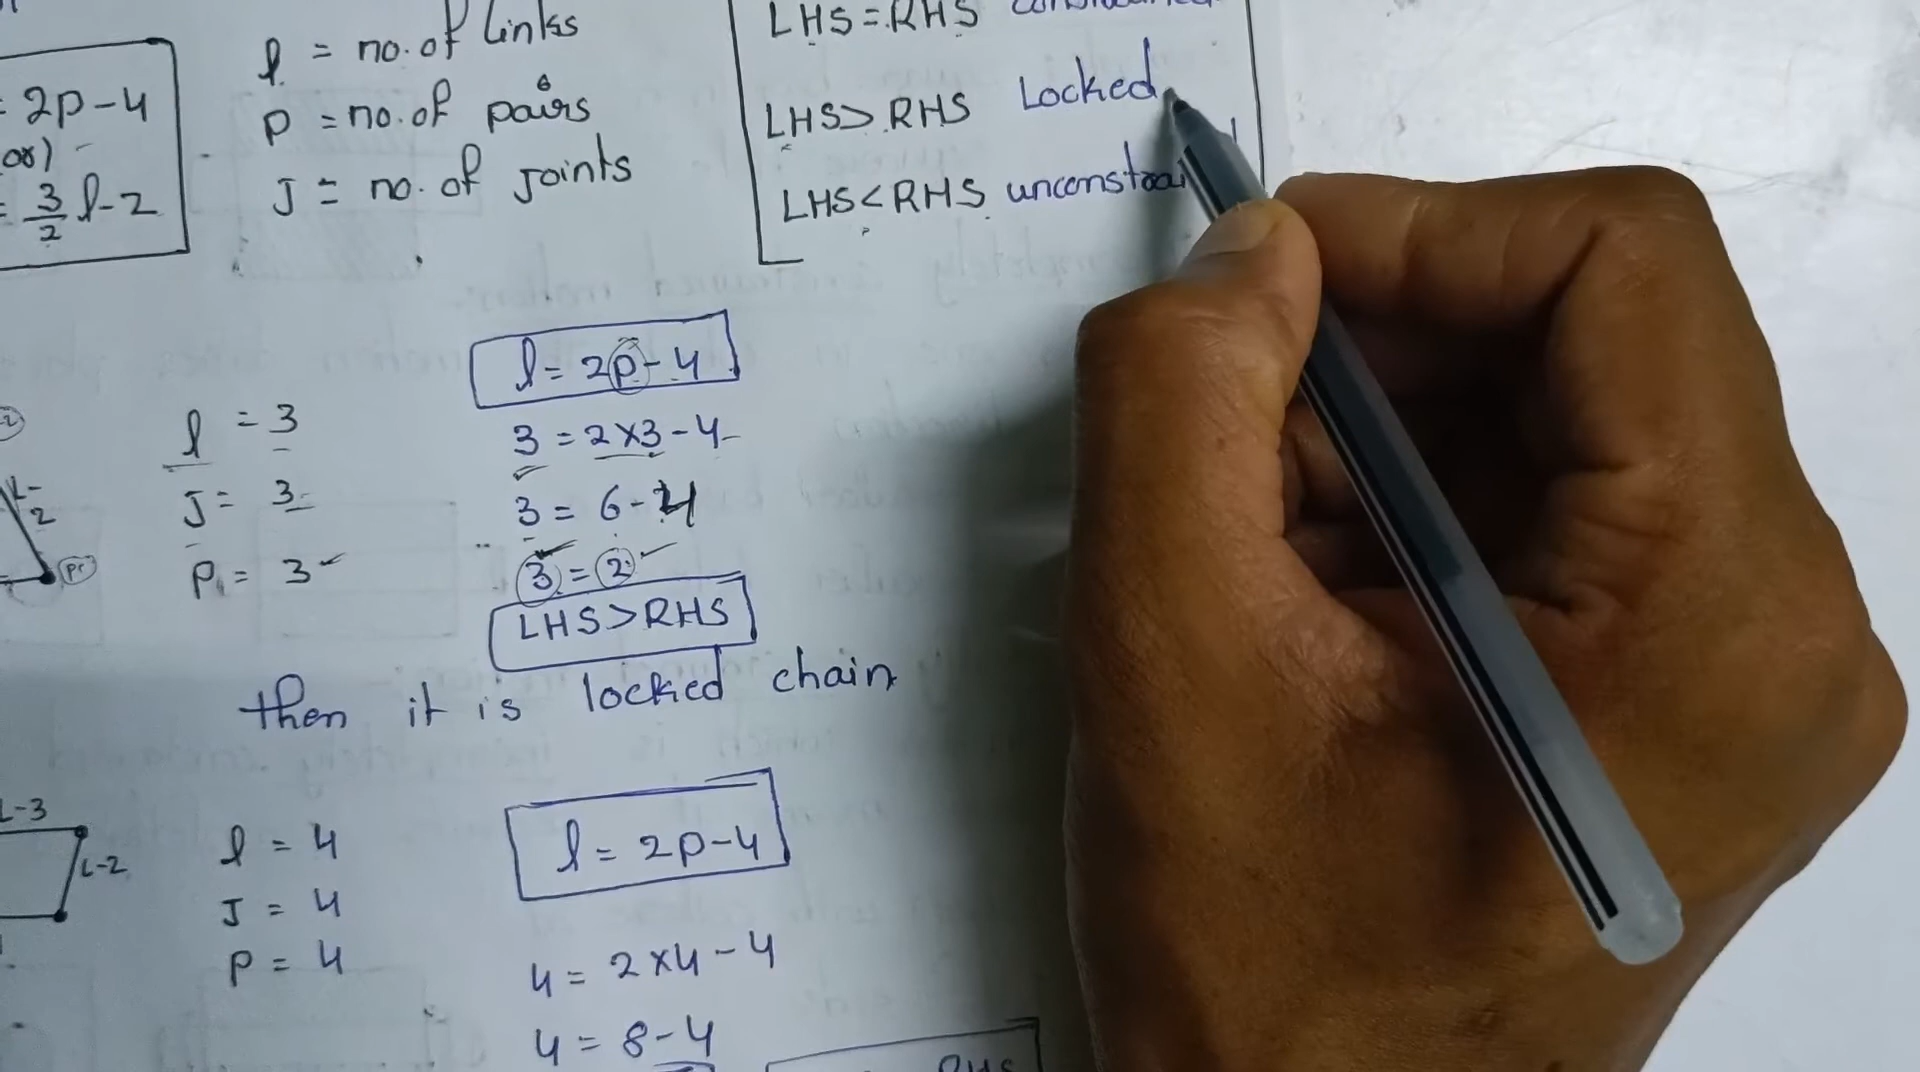 l = no. of links
P = no. of pairs
J = no. of joints
= 2p-4
(or)
= 3/2 l-2
LHS = RHS
LHS > RHS Locked
LHS < RHS
l = 2p-4
l = 3
J = 3
P = 3
L-2
3 = 2×3-4
3 = 6-4
3 = 2
LHS > RHS
then it is locked chain
L-3
L-2
l = 4
J = 4
P = 4
l = 2p-4
4 = 2×4-4
4 = 8-4
RHS